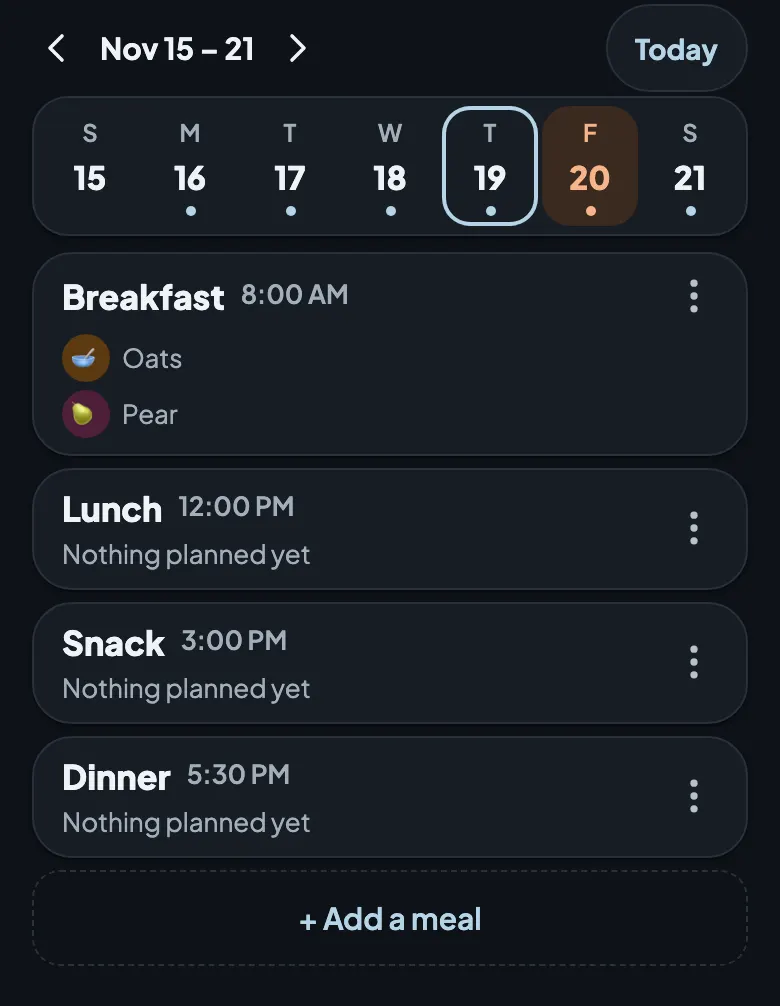 Nov 15 – 21
Today
S M T W T F S
15 16 17 18 19 20 21
Breakfast 8:00 AM
Oats
Pear
Lunch 12:00 PM
Nothing planned yet
Snack 3:00 PM
Nothing planned yet
Dinner 5:30 PM
Nothing planned yet
+ Add a meal